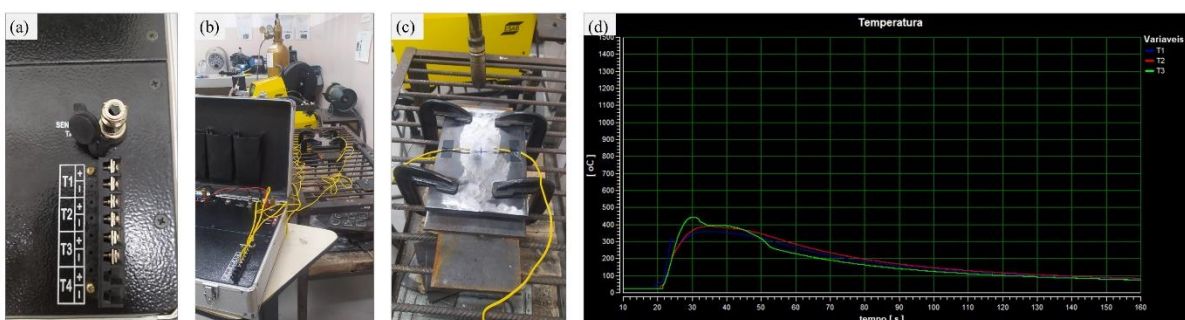 (a)
SEN
T1 + -
T2 + -
T3 + -
T4 + -
(b)
(c)
ESAB
(d)
Temperatura
Variaveis
T1
T2
T3
[ oC ]
1500
1400
1300
1200
1100
1000
900
800
700
600
500
400
300
200
100
0
10 20 30 40 50 60 70 80 90 100 110 120 130 140 150 160
tempo [ s ]